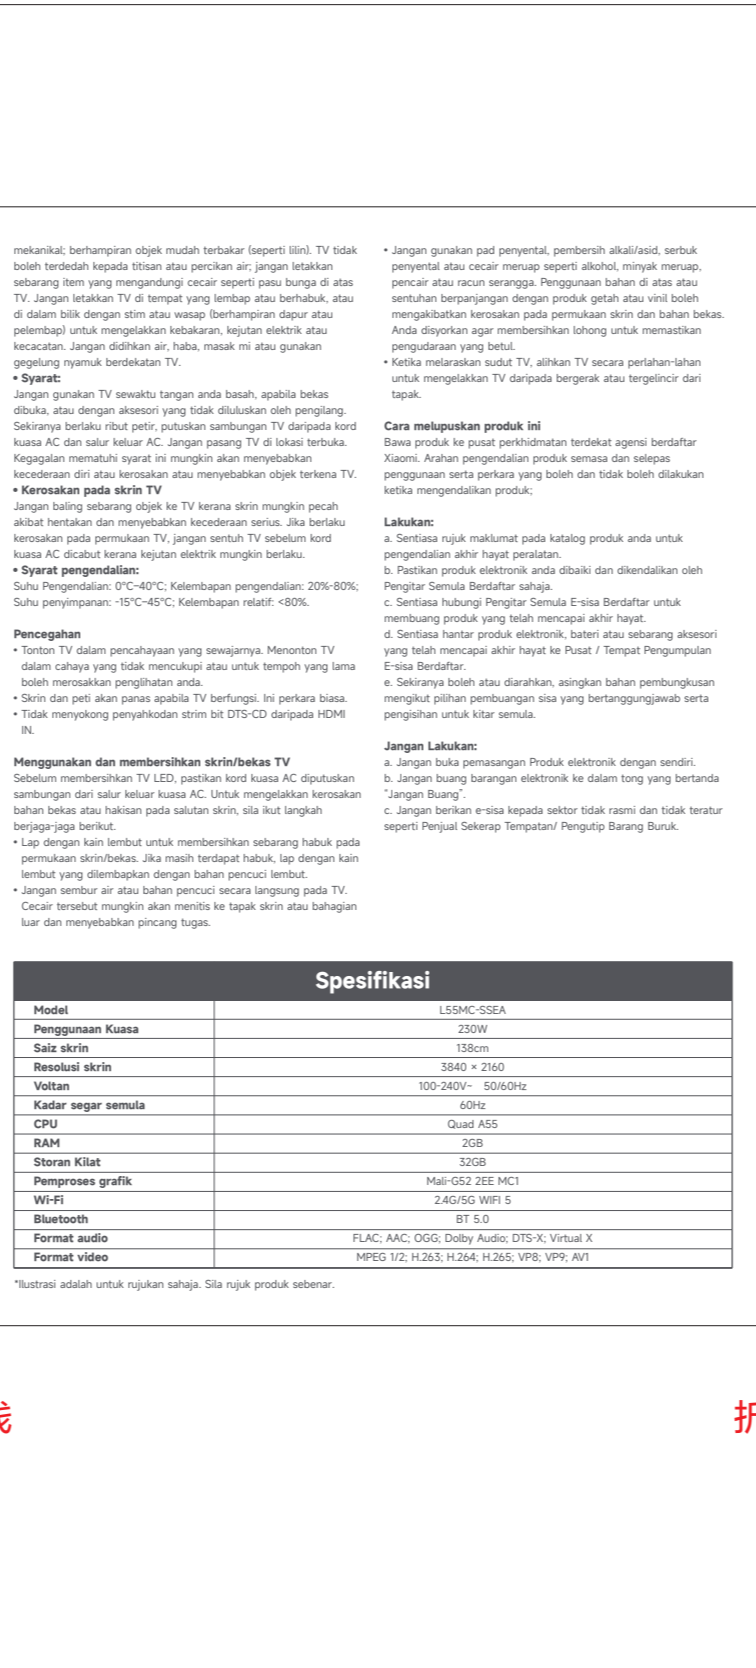 mekanikal; berhampiran objek mudah terbakar (seperti lilin). TV tidak
boleh terdedah kepada titisan atau percikan air; jangan letakkan
sebarang item yang mengandungi cecair seperti pasu bunga di atas
TV. Jangan letakkan TV di tempat yang lembap atau berhabuk, atau
di dalam bilik dengan stim atau wasap (berhampiran dapur atau
pelembap) untuk mengelakkan kebakaran, kejutan elektrik atau
kecacatan. Jangan didihkan air, haba, masak mi atau gunakan
gegelung nyamuk berdekatan TV.
• Syarat:
Jangan gunakan TV sewaktu tangan anda basah, apabila bekas
dibuka, atau dengan aksesori yang tidak diluluskan oleh pengilang.
Sekiranya berlaku ribut petir, putuskan sambungan TV daripada kord
kuasa AC dan salur keluar AC. Jangan pasang TV di lokasi terbuka.
Kegagalan mematuhi syarat ini mungkin akan menyebabkan
kecederaan diri atau kerosakan atau menyebabkan objek terkena TV.
• Kerosakan pada skrin TV
Jangan baling sebarang objek ke TV kerana skrin mungkin pecah
akibat hentakan dan menyebabkan kecederaan serius. Jika berlaku
kerosakan pada permukaan TV, jangan sentuh TV sebelum kord
kuasa AC dicabut kerana kejutan elektrik mungkin berlaku.
• Syarat pengendalian:
Suhu Pengendalian: 0°C–40°C; Kelembapan pengendalian: 20%-80%;
Suhu penyimpanan: -15°C–45°C; Kelembapan relatif: <80%.
Pencegahan
• Tonton TV dalam pencahayaan yang sewajarnya. Menonton TV
dalam cahaya yang tidak mencukupi atau untuk tempoh yang lama
boleh merosakkan penglihatan anda.
• Skrin dan peti akan panas apabila TV berfungsi. Ini perkara biasa.
• Tidak menyokong penyahkodan strim bit DTS-CD daripada HDMI
IN.
Menggunakan dan membersihkan skrin/bekas TV
Sebelum membersihkan TV LED, pastikan kord kuasa AC diputuskan
sambungan dari salur keluar kuasa AC. Untuk mengelakkan kerosakan
bahan bekas atau hakisan pada salutan skrin, sila ikut langkah
berjaga-jaga berikut.
• Lap dengan kain lembut untuk membersihkan sebarang habuk pada
permukaan skrin/bekas. Jika masih terdapat habuk, lap dengan kain
lembut yang dilembapkan dengan bahan pencuci lembut.
• Jangan sembur air atau bahan pencuci secara langsung pada TV.
Cecair tersebut mungkin akan menitis ke tapak skrin atau bahagian
luar dan menyebabkan pincang tugas.
• Jangan gunakan pad penyental, pembersih alkali/asid, serbuk
penyental atau cecair meruap seperti alkohol, minyak meruap,
pencair atau racun serangga. Penggunaan bahan di atas atau
sentuhan berpanjangan dengan produk getah atau vinil boleh
mengakibatkan kerosakan pada permukaan skrin dan bahan bekas.
Anda disyorkan agar membersihkan lohong untuk memastikan
pengudaraan yang betul.
• Ketika melaraskan sudut TV, alihkan TV secara perlahan-lahan
untuk mengelakkan TV daripada bergerak atau tergelincir dari
tapak.
Cara melupuskan produk ini
Bawa produk ke pusat perkhidmatan terdekat agensi berdaftar
Xiaomi. Arahan pengendalian produk semasa dan selepas
penggunaan serta perkara yang boleh dan tidak boleh dilakukan
ketika mengendalikan produk;
Lakukan:
a. Sentiasa rujuk maklumat pada katalog produk anda untuk
pengendalian akhir hayat peralatan.
b. Pastikan produk elektronik anda dibaiki dan dikendalikan oleh
Pengitar Semula Berdaftar sahaja.
c. Sentiasa hubungi Pengitar Semula E-sisa Berdaftar untuk
membuang produk yang telah mencapai akhir hayat.
d. Sentiasa hantar produk elektronik, bateri atau sebarang aksesori
yang telah mencapai akhir hayat ke Pusat / Tempat Pengumpulan
E-sisa Berdaftar.
e. Sekiranya boleh atau diarahkan, asingkan bahan pembungkusan
mengikut pilihan pembuangan sisa yang bertanggungjawab serta
pengisihan untuk kitar semula.
Jangan Lakukan:
a. Jangan buka pemasangan Produk elektronik dengan sendiri.
b. Jangan buang barangan elektronik ke dalam tong yang bertanda
"Jangan Buang".
c. Jangan berikan e-sisa kepada sektor tidak rasmi dan tidak teratur
seperti Penjual Sekerap Tempatan/ Pengutip Barang Buruk.
Spesifikasi
Model L55MC-SSEA
Penggunaan Kuasa 230W
Saiz skrin 138cm
Resolusi skrin 3840 × 2160
Voltan 100-240V~ 50/60Hz
Kadar segar semula 60Hz
CPU Quad A55
RAM 2GB
Storan Kilat 32GB
Pemproses grafik Mali-G52 2EE MC1
Wi-Fi 2.4G/5G WIFI 5
Bluetooth BT 5.0
Format audio FLAC; AAC; OGG; Dolby Audio; DTS-X; Virtual X
Format video MPEG 1/2; H.263; H.264; H.265; VP8; VP9; AV1
*Ilustrasi adalah untuk rujukan sahaja. Sila rujuk produk sebenar.